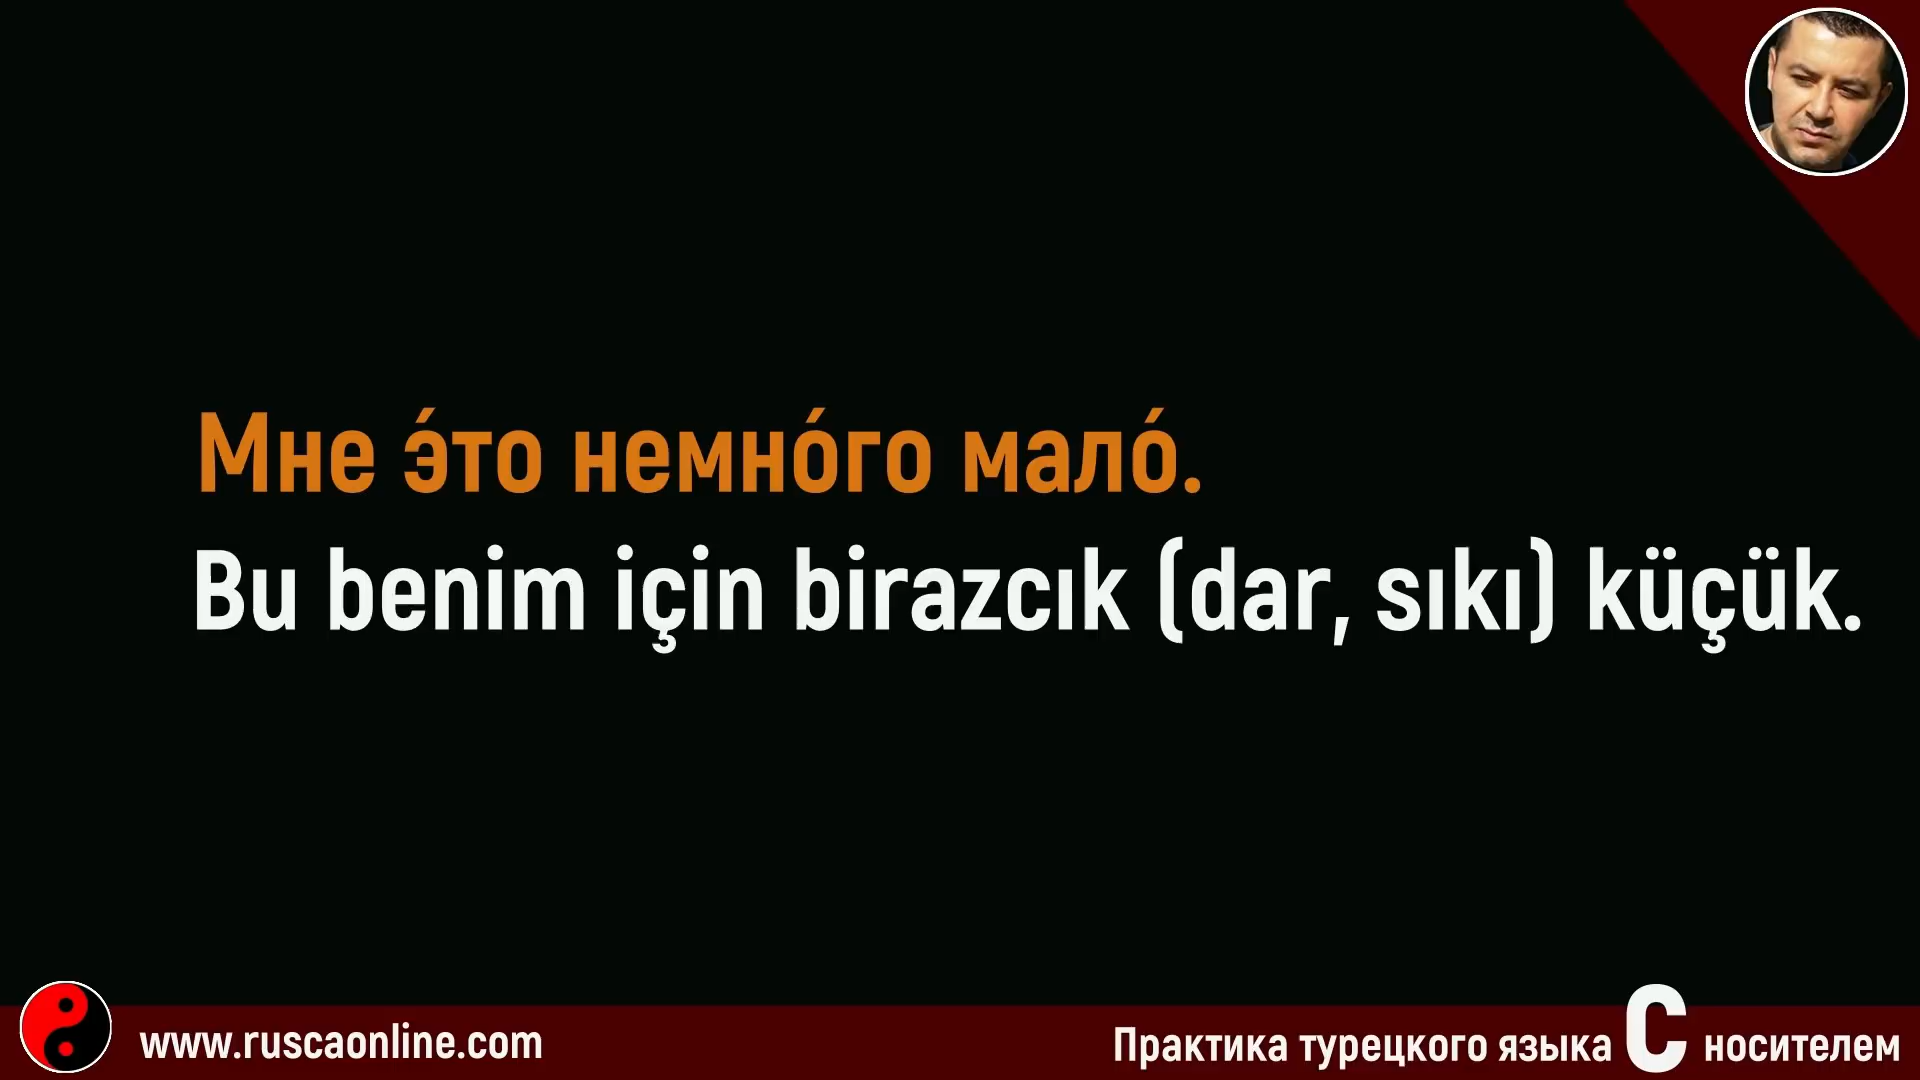 Мне э́то немно́го мало́.
Bu benim için birazcık (dar, sıkı) küçük.
www.ruscaonline.com
Практика турецкого языка С носителем